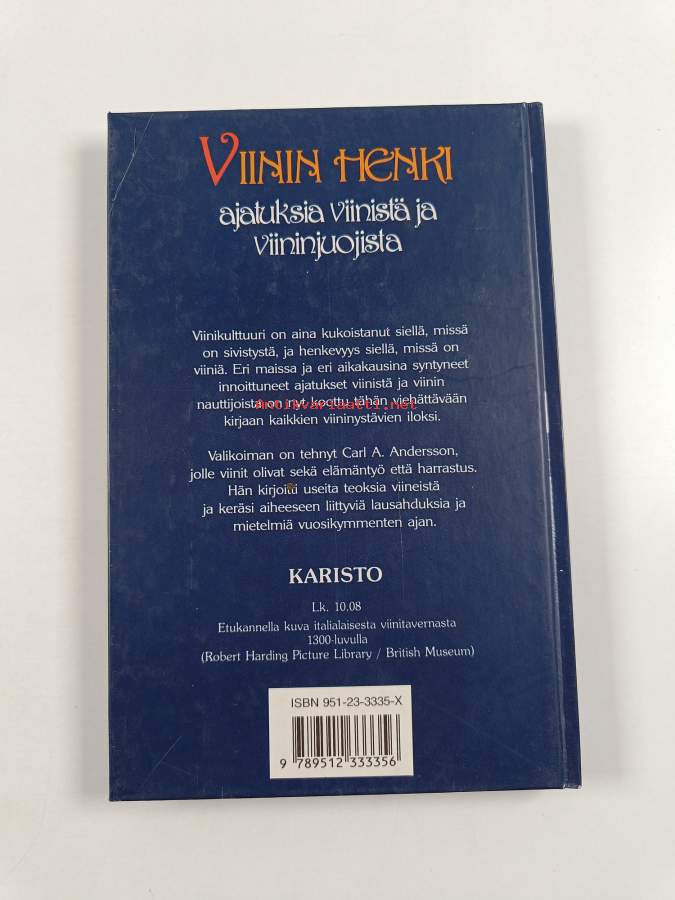 VIININ HENKI
ajatuksia viinistä ja
viininjuojista
Viinikulttuuri on aina kukoistanut siellä, missä
on sivistystä, ja henkevyys siellä, missä on
viiniä. Eri maissa ja eri aikakausina syntyneet
innoittuneet ajatukset viinistä ja viinin
nauttijoista on nyt koottu tähän viehättävään
Antikvariaatti.net
kirjaan kaikkien viininystävien iloksi.
Valikoiman on tehnyt Carl A. Andersson,
jolle viinit olivat sekä elämäntyö että harrastus.
Hän kirjoitti useita teoksia viineistä
ja keräsi aiheeseen liittyviä lausahduksia ja
mietelmiä vuosikymmenten ajan.
KARISTO
Lk. 10.08
Etukannella kuva italialaisesta viinitavernasta
1300-luvulla
(Robert Harding Picture Library / British Museum)
ISBN 951-23-3335-X
9 789512 333356